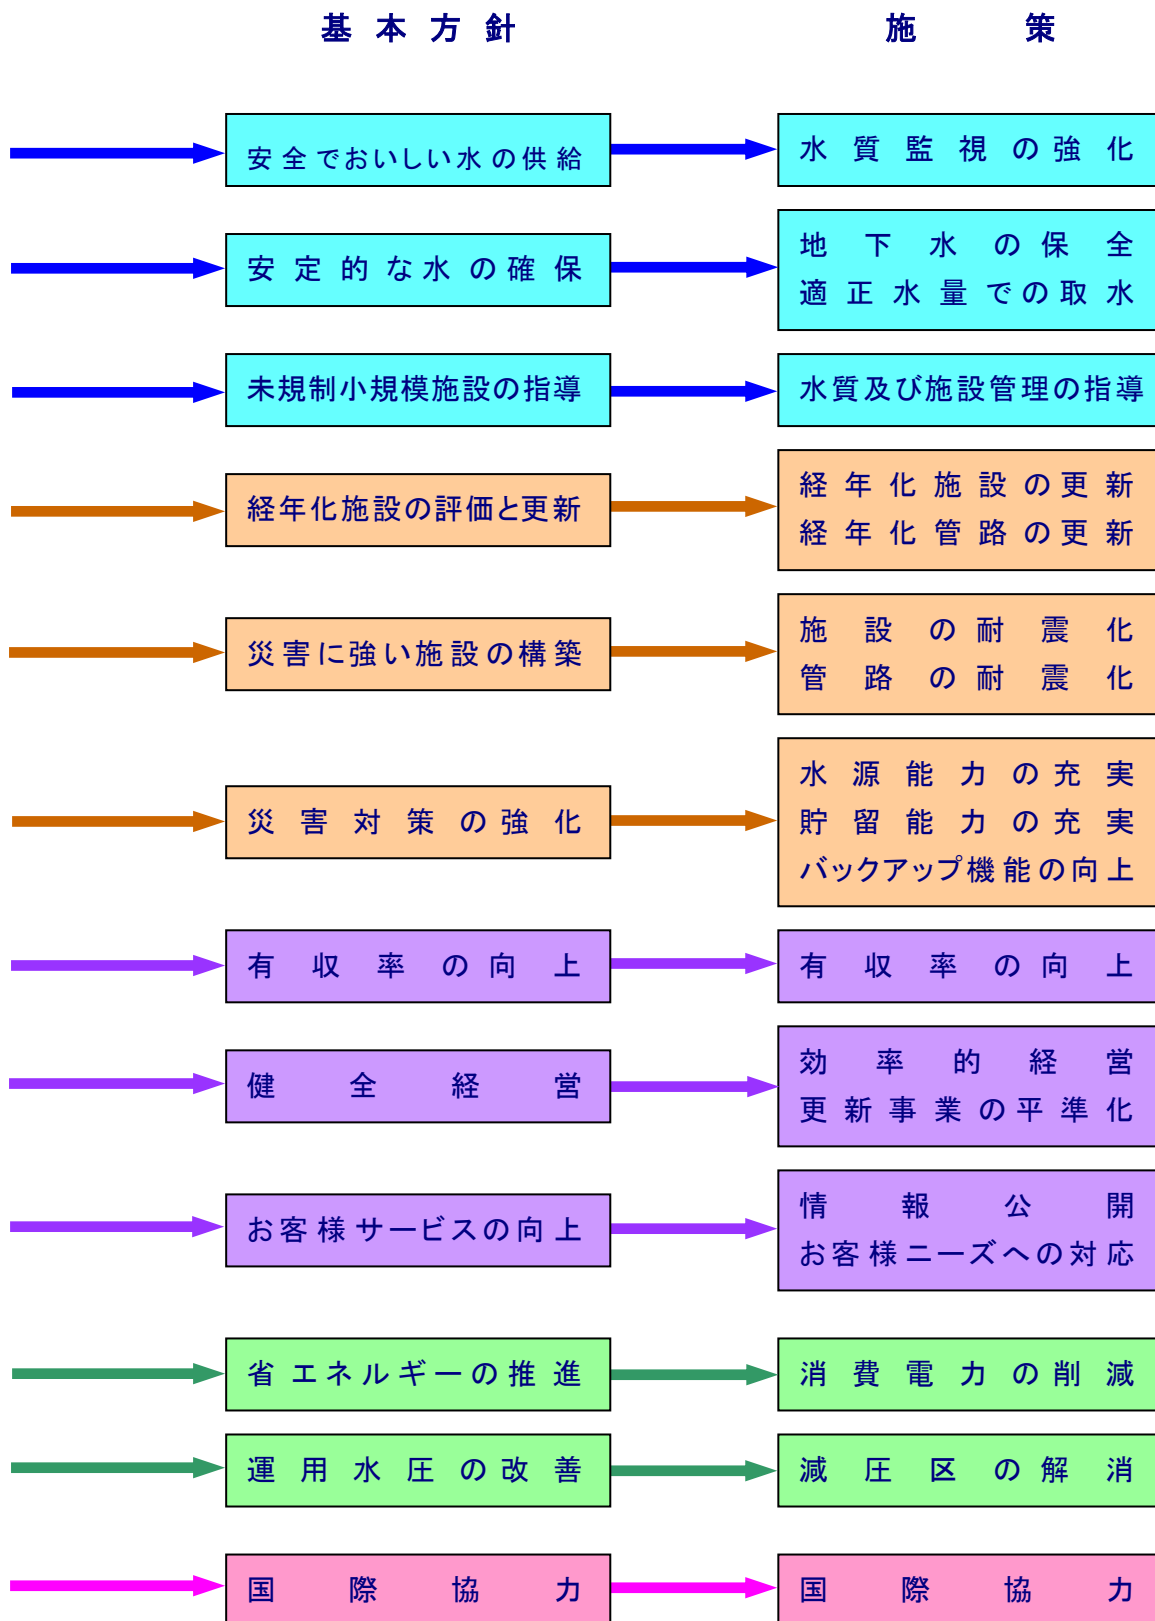 基本方針 施策
安全でおいしい水の供給 水質監視の強化
安定的な水の確保 地下水の保全
適正水量での取水
未規制小規模施設の指導 水質及び施設管理の指導
経年化施設の評価と更新 経年化施設の更新
経年化管路の更新
災害に強い施設の構築 施設の耐震化
管路の耐震化
災害対策の強化 水源能力の充実
貯留能力の充実
バックアップ機能の向上
有収率の向上 有収率の向上
健全経営 効率的経営
更新事業の平準化
お客様サービスの向上 情報公開
お客様ニーズへの対応
省エネルギーの推進 消費電力の削減
運用水圧の改善 減圧区の解消
国際協力 国際協力